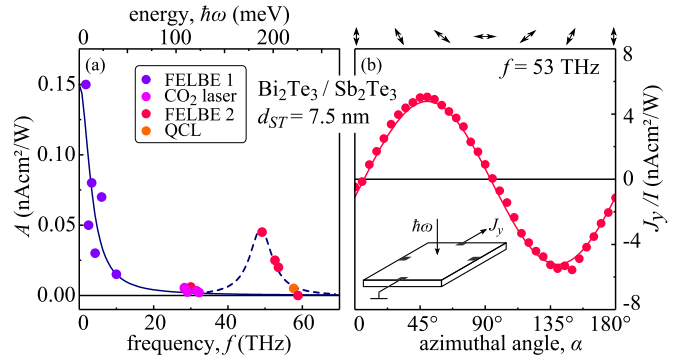 energy, ħω (meV)
0 100 200
(a)
FELBE 1
CO₂ laser
FELBE 2
QCL
Bi₂Te₃ / Sb₂Te₃
d_ST = 7.5 nm
A (nAcm²/W)
0.15
0.10
0.05
0.00
0 20 40 60
frequency, f (THz)
(b)
f = 53 THz
8
4
0
-4
-8
J_y / I (nAcm²/W)
ħω
J_y
0 45° 90° 135° 180°
azimuthal angle, α